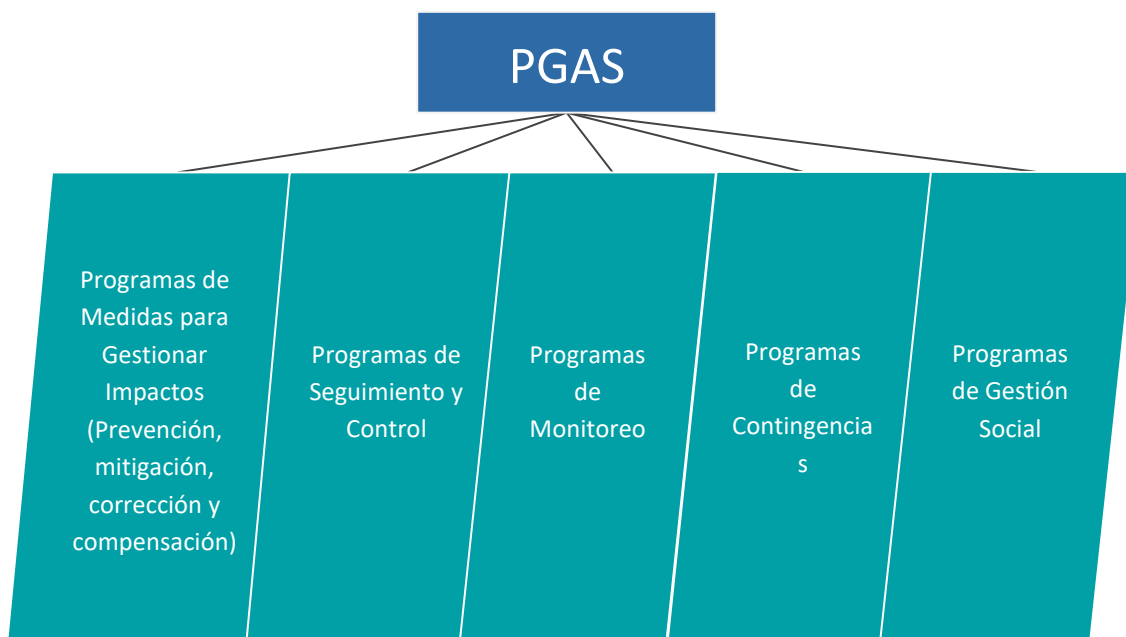 PGAS
Programas de
Medidas para
Gestionar
Impactos
(Prevención,
mitigación,
corrección y
compensación)
Programas de
Seguimiento y
Control
Programas
de
Monitoreo
Programas
de
Contingencia
s
Programas
de Gestión
Social